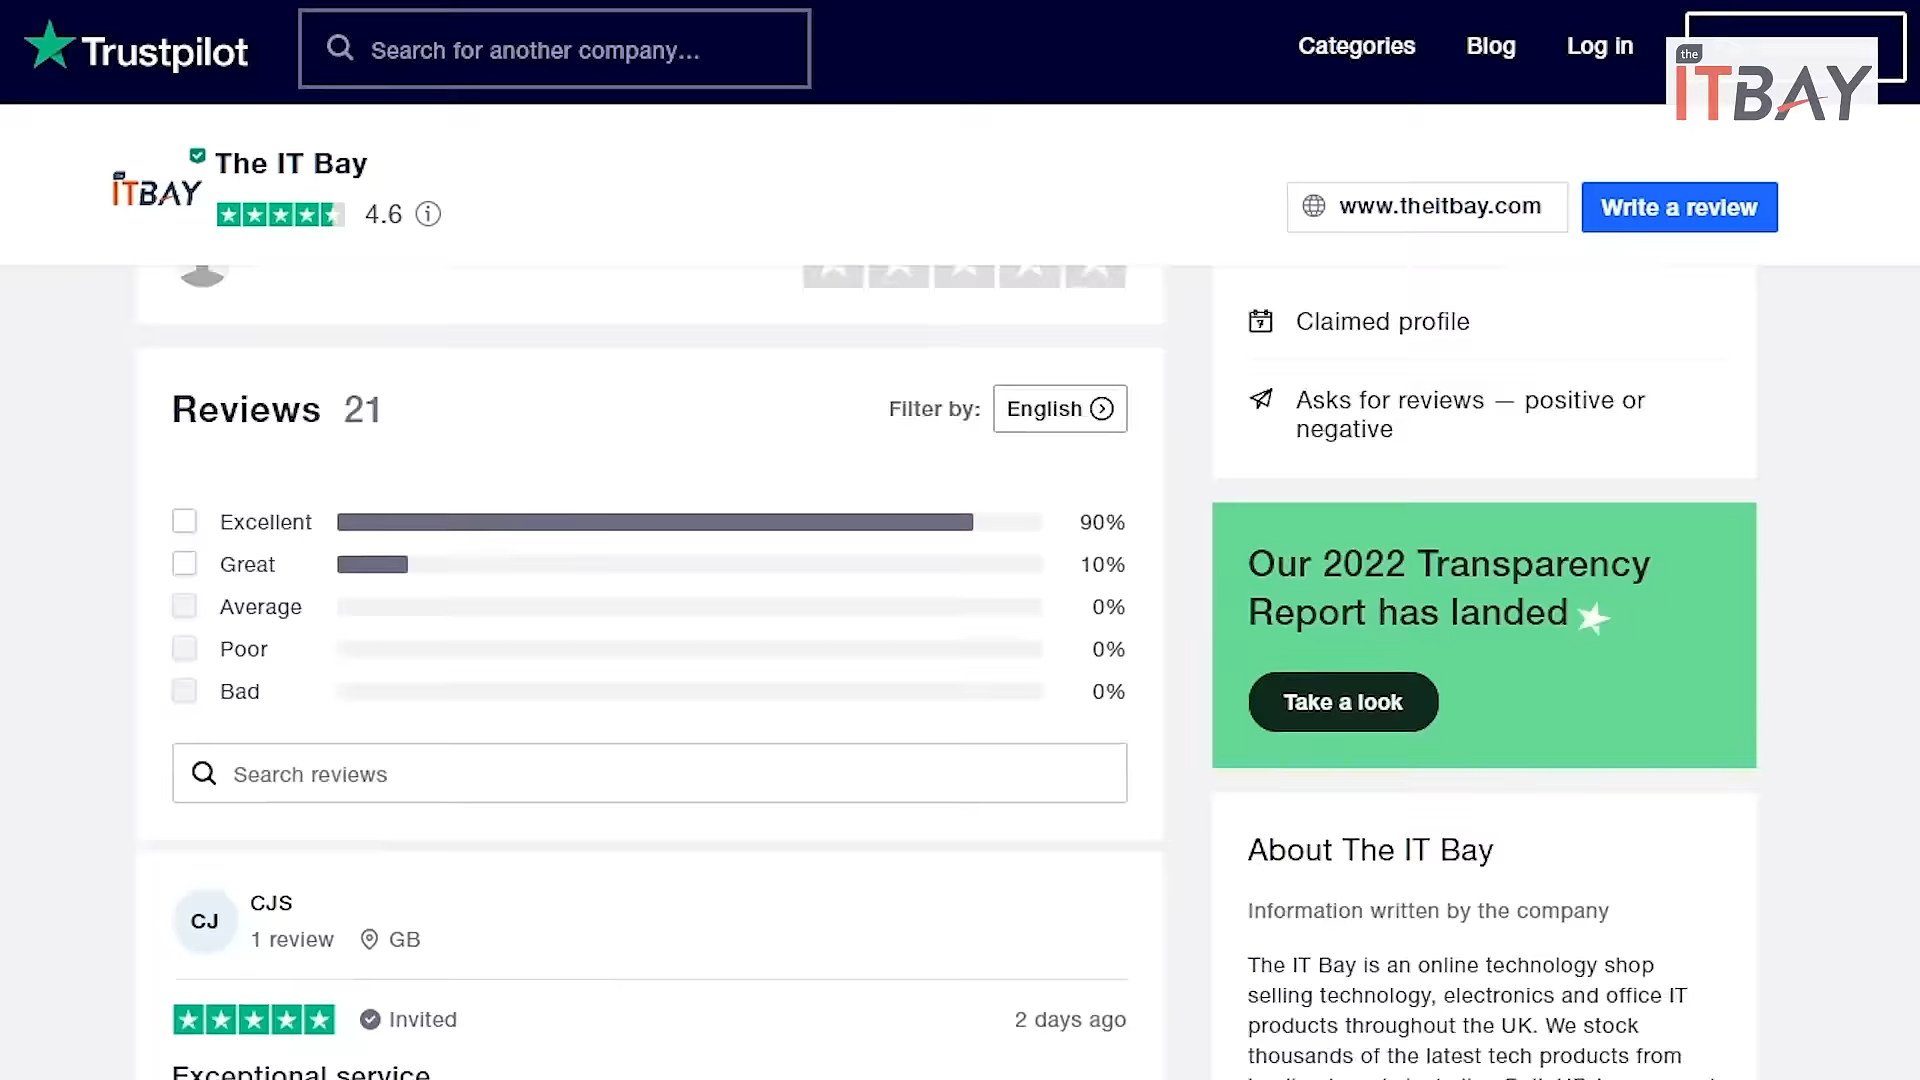 Trustpilot
Search for another company...
Categories
Blog
Log in
the
ITBAY
ITBAY
The IT Bay
4.6
www.theitbay.com
Write a review
Reviews 21
Filter by:
English
Excellent 90%
Great 10%
Average 0%
Poor 0%
Bad 0%
Search reviews
CJ
CJS
1 review
GB
Invited
2 days ago
Exceptional service
Claimed profile
Asks for reviews — positive or
negative
Our 2022 Transparency
Report has landed
Take a look
About The IT Bay
Information written by the company
The IT Bay is an online technology shop
selling technology, electronics and office IT
products throughout the UK. We stock
thousands of the latest tech products from